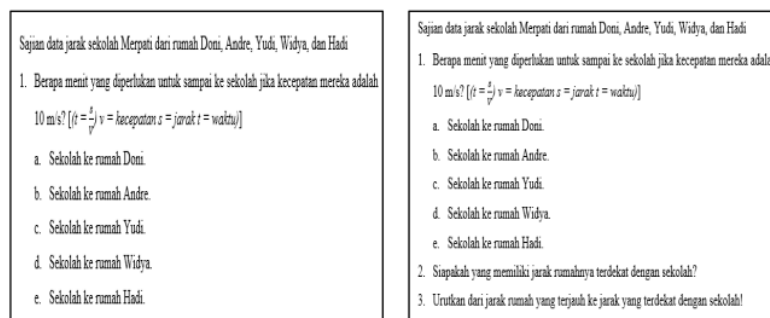 Sajian data jarak sekolah Merpati dari rumah Doni, Andre, Yudi, Widya, dan Hadi
1. Berapa menit yang diperlukan untuk sampai ke sekolah jika kecepatan mereka adalah
10 m/s? [(t = s/v) v = kecepatan s = jarak t = waktu)]
a. Sekolah ke rumah Doni.
b. Sekolah ke rumah Andre.
c. Sekolah ke rumah Yudi.
d. Sekolah ke rumah Widya.
e. Sekolah ke rumah Hadi.
Sajian data jarak sekolah Merpati dari rumah Doni, Andre, Yudi, Widya, dan Hadi
1. Berapa menit yang diperlukan untuk sampai ke sekolah jika kecepatan mereka adala
10 m/s? [(t = s/v) v = kecepatan s = jarak t = waktu)]
a. Sekolah ke rumah Doni.
b. Sekolah ke rumah Andre.
c. Sekolah ke rumah Yudi.
d. Sekolah ke rumah Widya.
e. Sekolah ke rumah Hadi.
2. Siapakah yang memiliki jarak rumahnya terdekat dengan sekolah?
3. Urutkan dari jarak rumah yang terjauh ke jarak yang terdekat dengan sekolah!